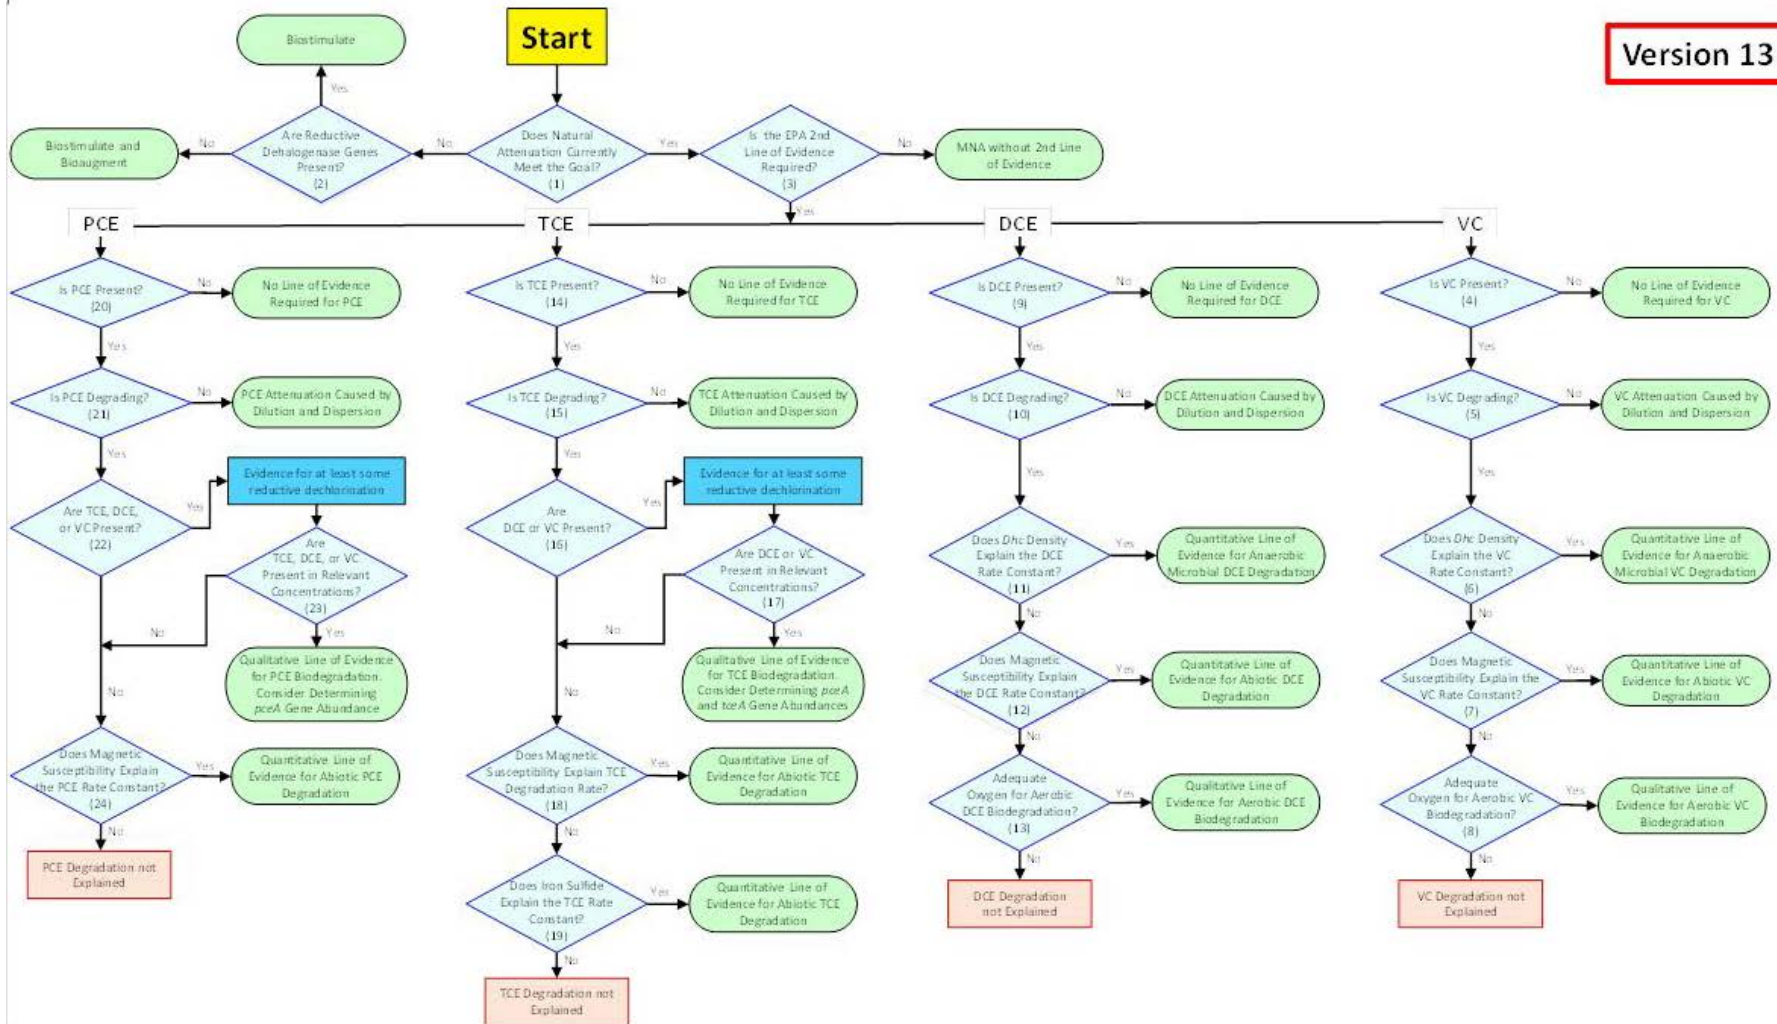 Start
Version 13
Biostimulate
Yes
Biostimulate and
Bioaugment
No
Are Reductive
Dehalogenase Genes
Present?
(2)
No
Does Natural
Attenuation Currently
Meet the Goal?
(1)
Yes
Is the EPA 2nd
Line of Evidence
Required?
(3)
No
MNA without 2nd Line
of Evidence
Yes
PCE
TCE
DCE
VC
Is PCE Present?
(20)
No
No Line of Evidence
Required for PCE
Yes
Is PCE Degrading?
(21)
No
PCE Attenuation Caused by
Dilution and Dispersion
Yes
Are TCE, DCE,
or VC Present?
(22)
Yes
Evidence for at least some
reductive dechlorination
Are
TCE, DCE, or VC
Present in Relevant
Concentrations?
(23)
No
Yes
Qualitative Line of Evidence
for PCE Biodegradation.
Consider Determining
pceA Gene Abundance
No
Does Magnetic
Susceptibility Explain
the PCE Rate Constant?
(24)
Yes
Quantitative Line of
Evidence for Abiotic PCE
Degradation
No
PCE Degradation not
Explained
Is TCE Present?
(14)
No
No Line of Evidence
Required for TCE
Yes
Is TCE Degrading?
(15)
No
TCE Attenuation Caused by
Dilution and Dispersion
Yes
Are
DCE or VC Present?
(16)
Yes
Evidence for at least some
reductive dechlorination
Are DCE or VC
Present in Relevant
Concentrations?
(17)
No
Yes
Qualitative Line of Evidence
for TCE Biodegradation.
Consider Determining pceA
and tceA Gene Abundances
No
Does Magnetic
Susceptibility Explain TCE
Degradation Rate?
(18)
Yes
Quantitative Line of
Evidence for Abiotic TCE
Degradation
No
Does Iron Sulfide
Explain the TCE Rate
Constant?
(19)
Yes
Quantitative Line of
Evidence for Abiotic TCE
Degradation
No
TCE Degradation not
Explained
Is DCE Present?
(9)
No
No Line of Evidence
Required for DCE
Yes
Is DCE Degrading?
(10)
No
DCE Attenuation Caused by
Dilution and Dispersion
Yes
Does Dhc Density
Explain the DCE
Rate Constant?
(11)
Yes
Quantitative Line of
Evidence for Anaerobic
Microbial DCE Degradation
No
Does Magnetic
Susceptibility Explain
the DCE Rate Constant?
(12)
Yes
Quantitative Line of
Evidence for Abiotic DCE
Degradation
No
Adequate
Oxygen for Aerobic
DCE Biodegradation?
(13)
Yes
Qualitative Line of
Evidence for Aerobic DCE
Biodegradation
No
DCE Degradation
not Explained
Is VC Present?
(4)
No
No Line of Evidence
Required for VC
Yes
Is VC Degrading?
(5)
No
VC Attenuation Caused by
Dilution and Dispersion
Yes
Does Dhc Density
Explain the VC
Rate Constant?
(6)
Yes
Quantitative Line of
Evidence for Anaerobic
Microbial VC Degradation
No
Does Magnetic
Susceptibility Explain the
VC Rate Constant?
(7)
Yes
Quantitative Line of
Evidence for Abiotic VC
Degradation
No
Adequate
Oxygen for Aerobic VC
Biodegradation?
(8)
Yes
Qualitative Line of
Evidence for Aerobic VC
Biodegradation
No
VC Degradation not
Explained